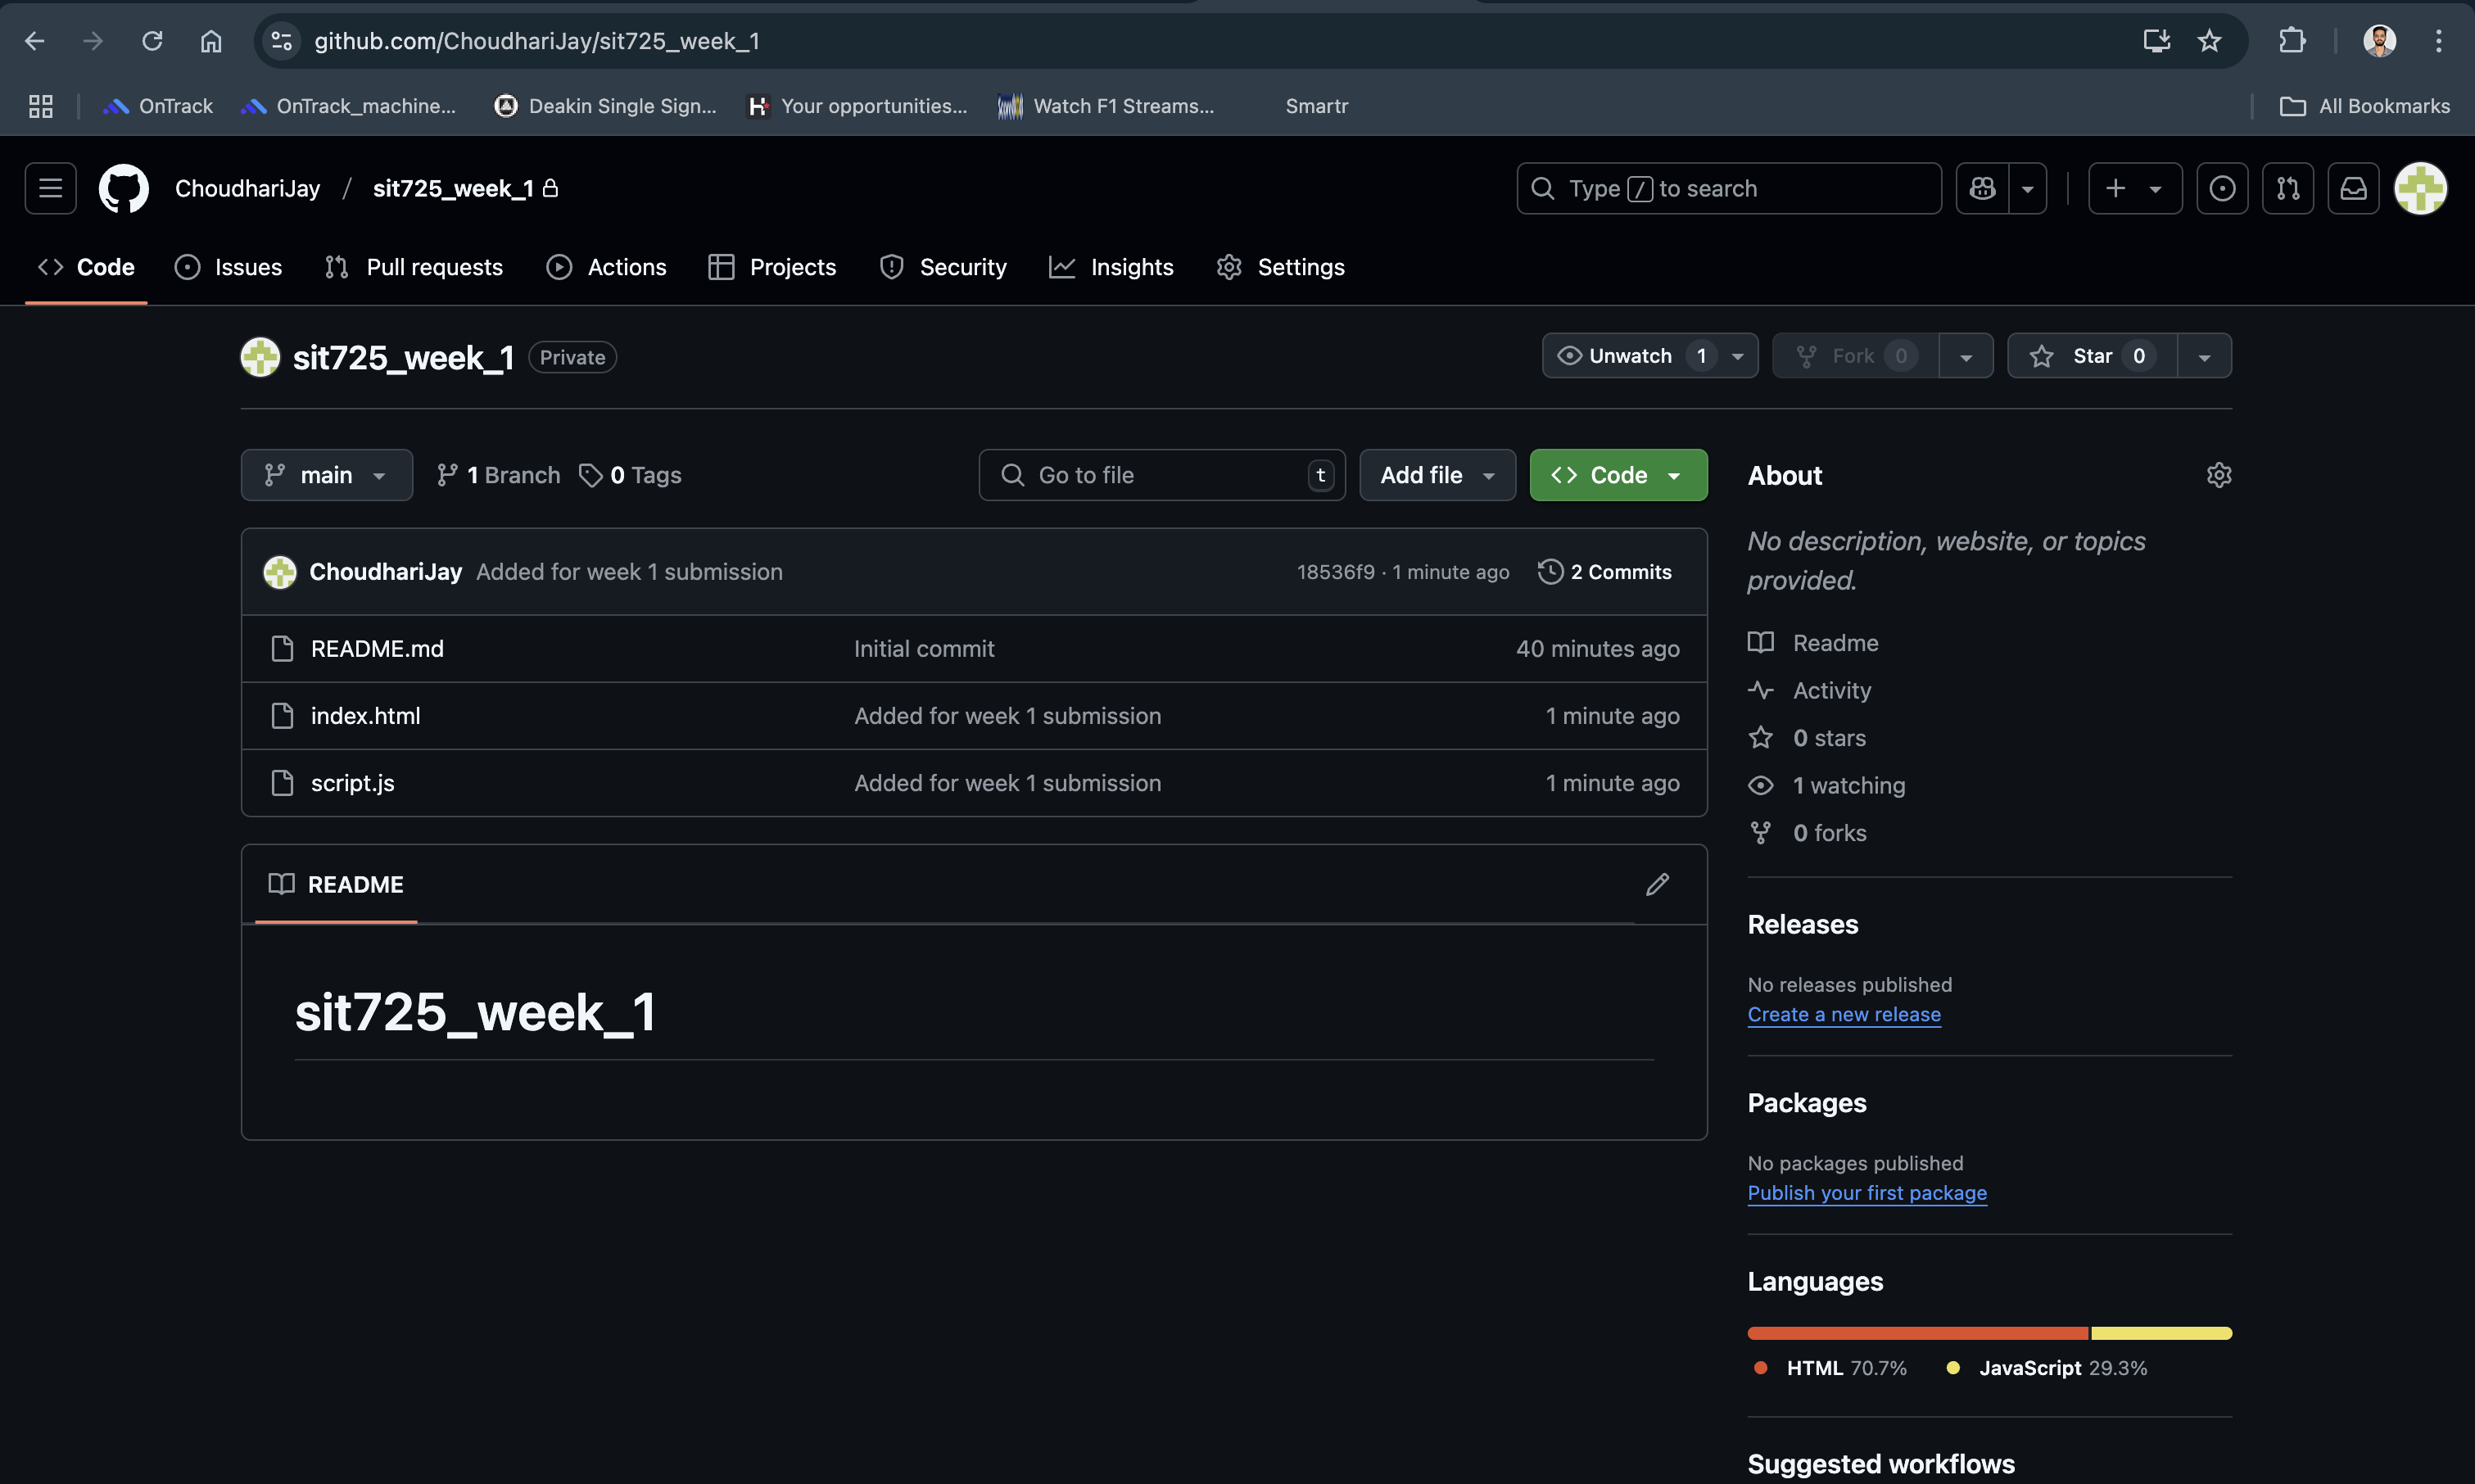 github.com/ChoudhariJay/sit725_week_1
OnTrack OnTrack_machine... Deakin Single Sign... Your opportunities... Watch F1 Streams... Smartr All Bookmarks
ChoudhariJay / sit725_week_1 Type / to search
Code Issues Pull requests Actions Projects Security Insights Settings
sit725_week_1 Private Unwatch 1 Fork 0 Star 0
main 1 Branch 0 Tags Go to file t Add file Code
ChoudhariJay Added for week 1 submission 18536f9 · 1 minute ago 2 Commits
README.md Initial commit 40 minutes ago
index.html Added for week 1 submission 1 minute ago
script.js Added for week 1 submission 1 minute ago
README
sit725_week_1
About
No description, website, or topics
provided.
Readme
Activity
0 stars
1 watching
0 forks
Releases
No releases published
Create a new release
Packages
No packages published
Publish your first package
Languages
HTML 70.7% JavaScript 29.3%
Suggested workflows